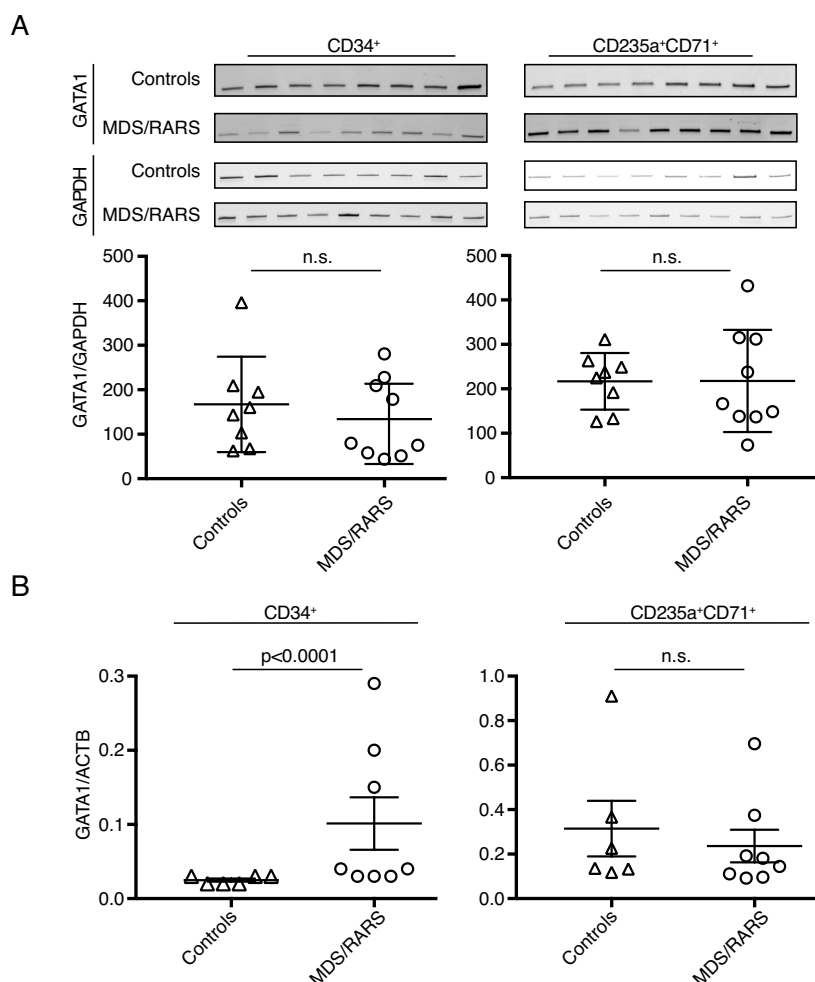 A
CD34⁺ CD235a⁺CD71⁺
GATA1
Controls
MDS/RARS
GAPDH
Controls
MDS/RARS
GATA1/GAPDH
500
400
300
200
100
0
n.s.
Controls MDS/RARS
500
400
300
200
100
0
n.s.
Controls MDS/RARS
B
CD34⁺ CD235a⁺CD71⁺
GATA1/ACTB
0.3
0.2
0.1
0.0
p<0.0001
Controls MDS/RARS
1.0
0.8
0.6
0.4
0.2
0.0
n.s.
Controls MDS/RARS